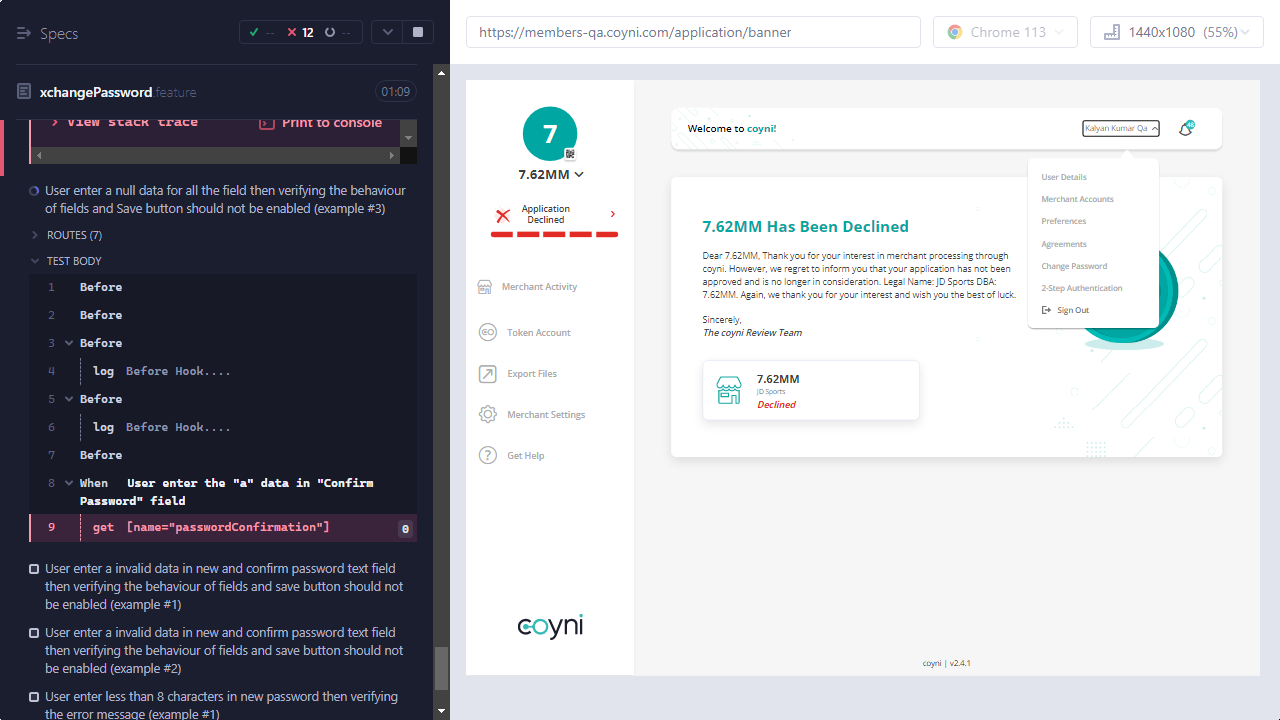 Specs
--
12
--
xchangePassword.feature
01:09
View stack trace
Print to console
User enter a null data for all the field then verifying the behaviour
of fields and Save button should not be enabled (example #3)
ROUTES (7)
TEST BODY
1 Before
2 Before
3 Before
4 log Before Hook....
5 Before
6 log Before Hook....
7 Before
8 When User enter the "a" data in "Confirm
Password" field
9 get [name="passwordConfirmation"] 0
User enter a invalid data in new and confirm password text field
then verifying the behaviour of fields and save button should not
be enabled (example #1)
User enter a invalid data in new and confirm password text field
then verifying the behaviour of fields and save button should not
be enabled (example #2)
User enter less than 8 characters in new password then verifying
the error message (example #1)
https://members-qa.coyni.com/application/banner
Chrome 113
1440x1080 (55%)
7
7.62MM
Application
Declined
Merchant Activity
Token Account
Export Files
Merchant Settings
Get Help
coyni
Welcome to coyni!
Kalyan Kumar Qa
User Details
Merchant Accounts
Preferences
Agreements
Change Password
2-Step Authentication
Sign Out
7.62MM Has Been Declined
Dear 7.62MM, Thank you for your interest in merchant processing through
coyni. However, we regret to inform you that your application has not been
approved and is no longer in consideration. Legal Name: JD Sports DBA:
7.62MM. Again, we thank you for your interest and wish you the best of luck.
Sincerely,
The coyni Review Team
7.62MM
JD Sports
Declined
coyni | v2.4.1